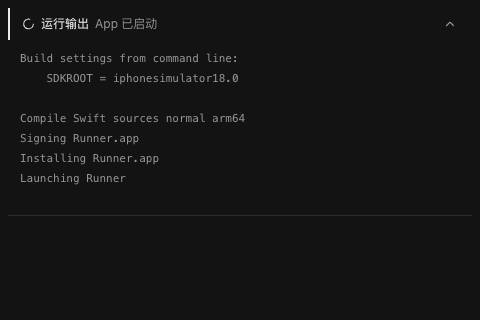 运行输出 App 已启动
Build settings from command line:
    SDKROOT = iphonesimulator18.0

Compile Swift sources normal arm64
Signing Runner.app
Installing Runner.app
Launching Runner